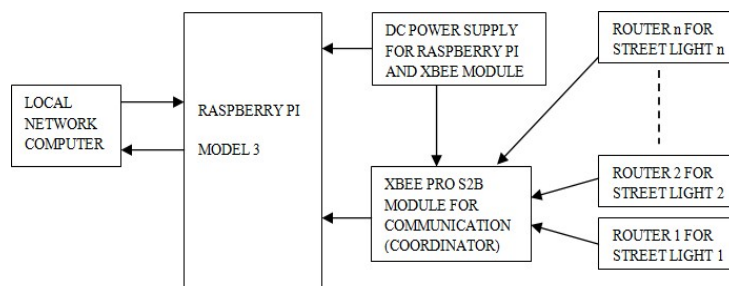 LOCAL
NETWORK
COMPUTER
RASPBERRY PI
MODEL 3
DC POWER SUPPLY
FOR RASPBERRY PI
AND XBEE MODULE
XBEE PRO S2B
MODULE FOR
COMMUNICATION
(COORDINATOR)
ROUTER n FOR
STREET LIGHT n
ROUTER 2 FOR
STREET LIGHT 2
ROUTER 1 FOR
STREET LIGHT 1